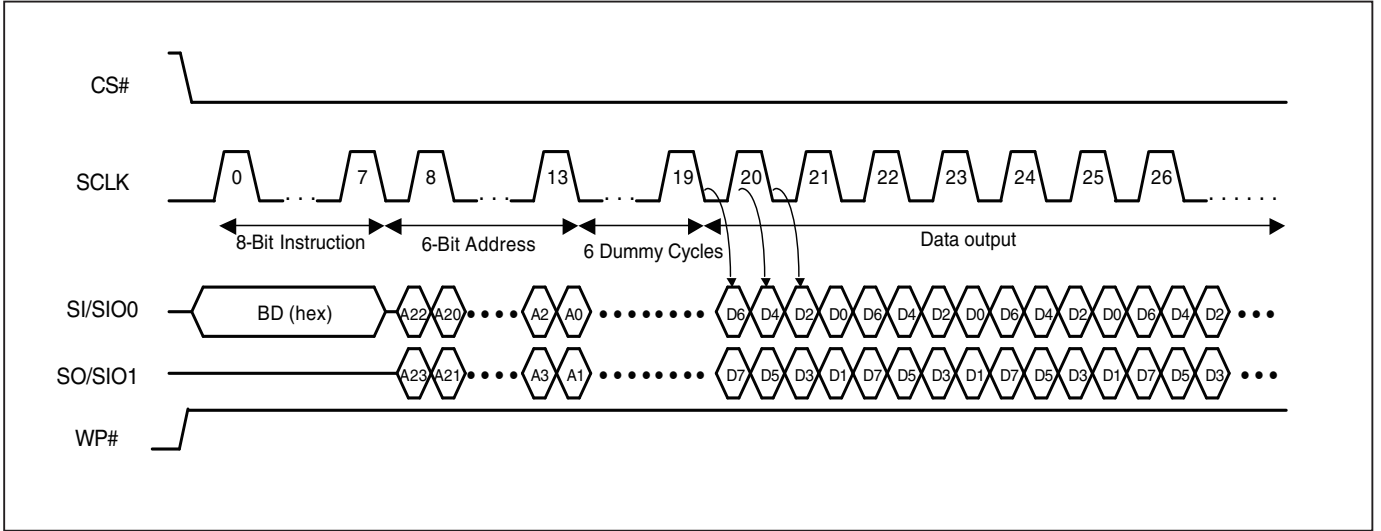 CS#
SCLK
0 7 8 13 19 20 21 22 23 24 25 26
8-Bit Instruction 6-Bit Address 6 Dummy Cycles Data output
SI/SIO0
BD (hex) A22 A20 A2 A0 D6 D4 D2 D0 D6 D4 D2 D0 D6 D4 D2 D0 D6 D4 D2
SO/SIO1
A23 A21 A3 A1 D7 D5 D3 D1 D7 D5 D3 D1 D7 D5 D3 D1 D7 D5 D3
WP#